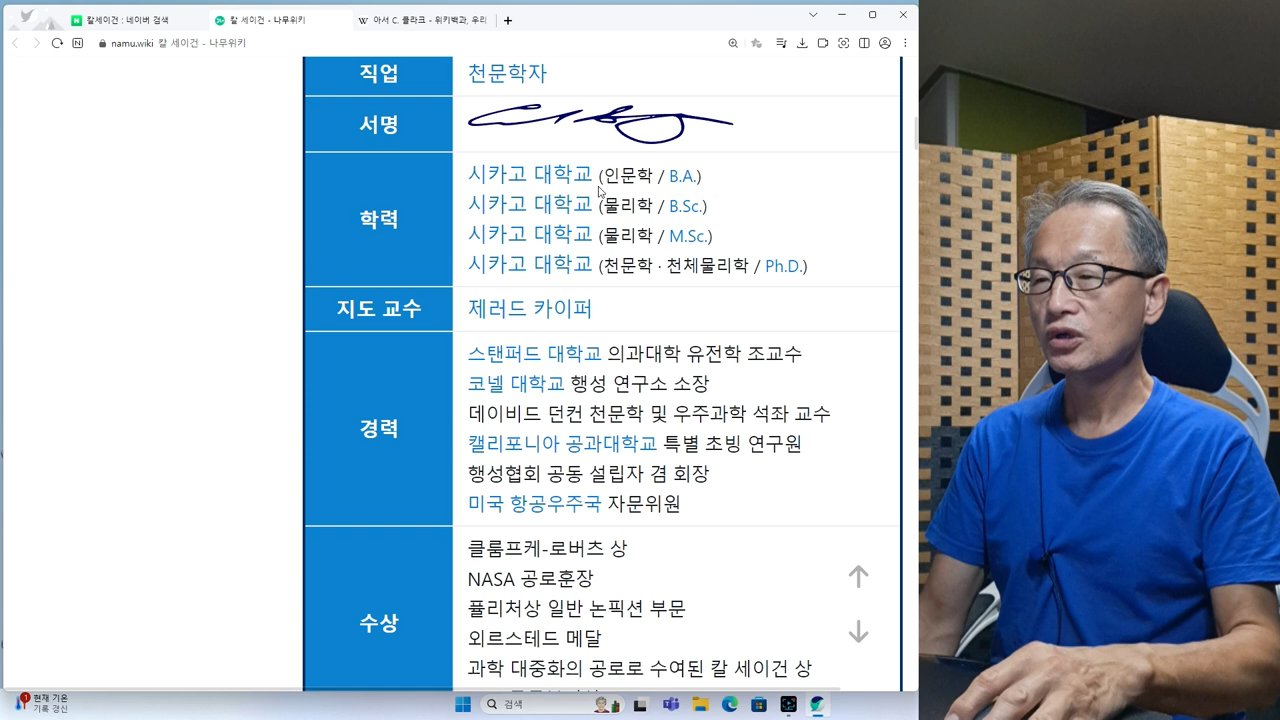 칼세이건 : 네이버 검색
칼 세이건 - 나무위키
아서 C. 클라크 - 위키백과, 우리
namu.wiki 칼 세이건 - 나무위키
직업
천문학자
서명
학력
시카고 대학교 (인문학 / B.A.)
시카고 대학교 (물리학 / B.Sc.)
시카고 대학교 (물리학 / M.Sc.)
시카고 대학교 (천문학 · 천체물리학 / Ph.D.)
지도 교수
제러드 카이퍼
경력
스탠퍼드 대학교 의과대학 유전학 조교수
코넬 대학교 행성 연구소 소장
데이비드 던컨 천문학 및 우주과학 석좌 교수
캘리포니아 공과대학교 특별 초빙 연구원
행성협회 공동 설립자 겸 회장
미국 항공우주국 자문위원
수상
클룸프케-로버츠 상
NASA 공로훈장
퓰리처상 일반 논픽션 부문
외르스테드 메달
과학 대중화의 공로로 수여된 칼 세이건 상
1
현재 기온
기록 경신
검색